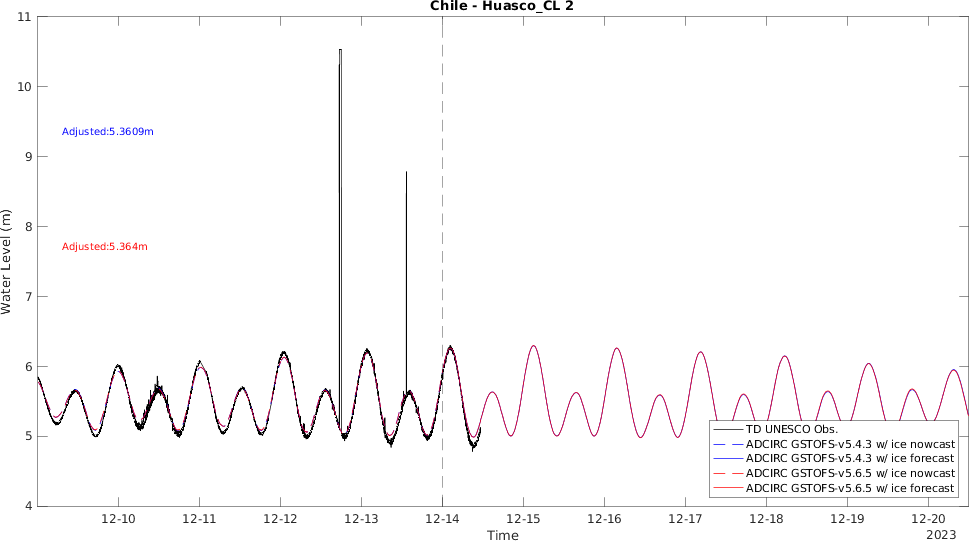 Chile - Huasco_CL 2
11
10
9
8
7
6
5
4
Water Level (m)
Adjusted:5.3609m
Adjusted:5.364m
TD UNESCO Obs.
ADCIRC GSTOFS-v5.4.3 w/ ice nowcast
ADCIRC GSTOFS-v5.4.3 w/ ice forecast
ADCIRC GSTOFS-v5.6.5 w/ ice nowcast
ADCIRC GSTOFS-v5.6.5 w/ ice forecast
12-10 12-11 12-12 12-13 12-14 12-15 12-16 12-17 12-18 12-19 12-20
Time
2023